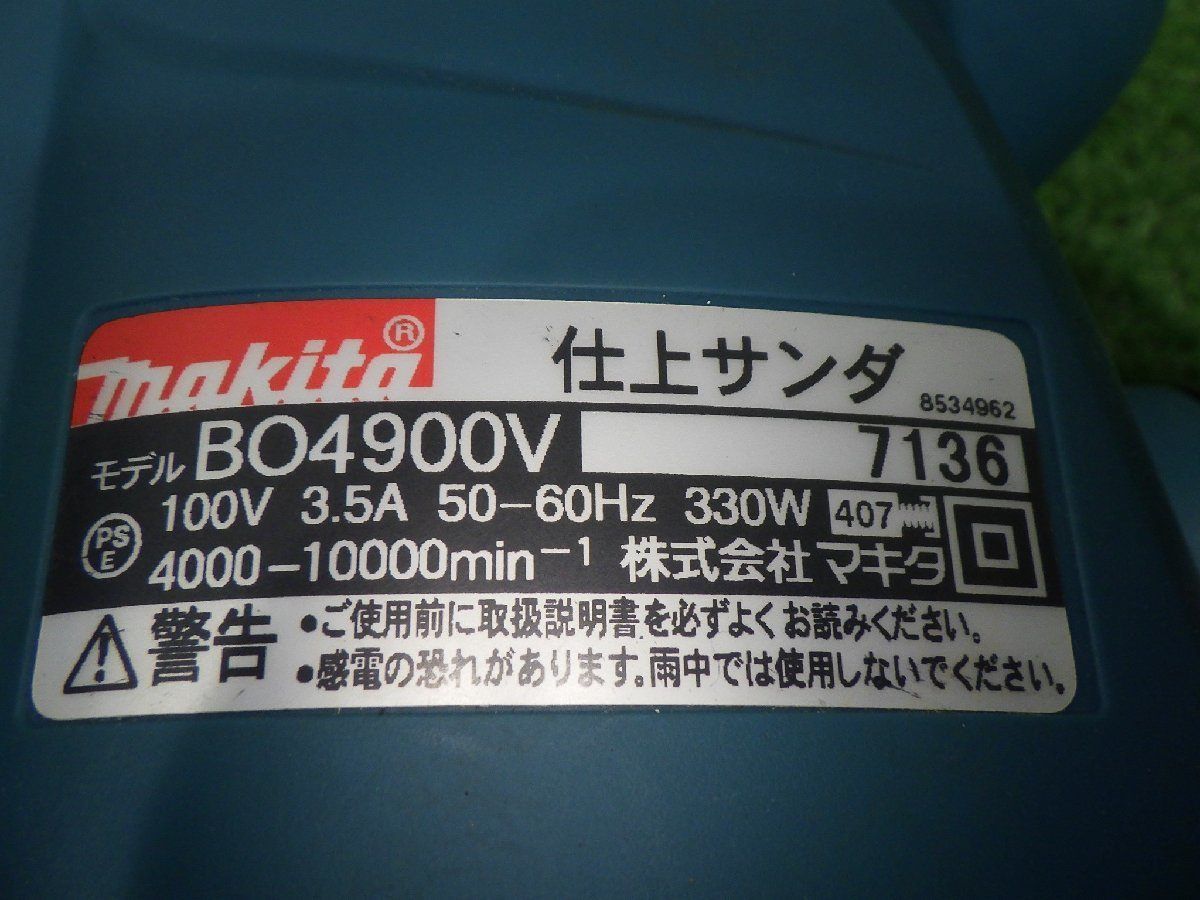 makita®
仕上サンダ
8534962
モデル BO4900V 7136
100V 3.5A 50-60Hz 330W 407
PS E
4000-10000min⁻¹ 株式会社マキタ
警告
•ご使用前に取扱説明書を必ずよくお読みください。
•感電の恐れがあります。雨中では使用しないでください。